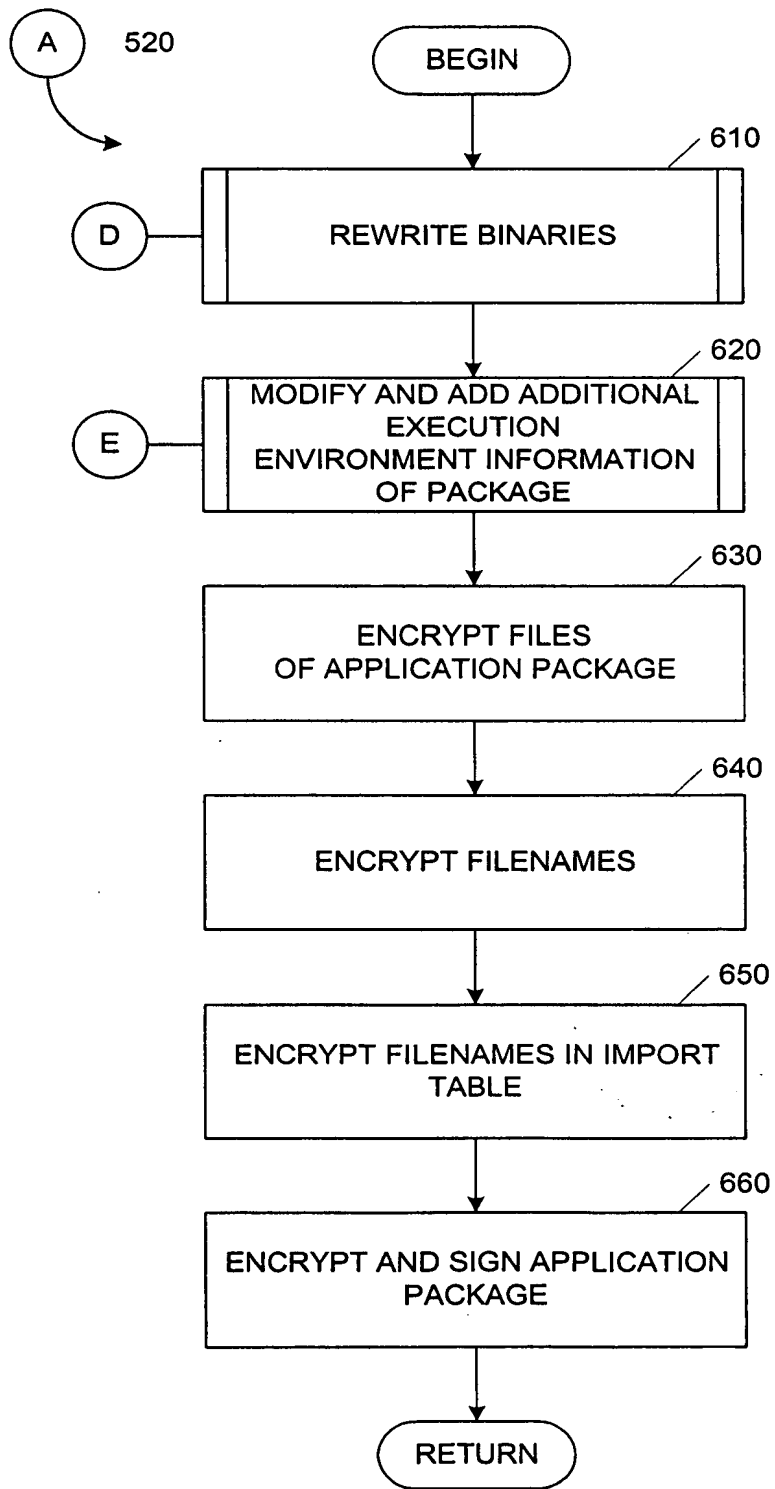 A
520
BEGIN
610
D
REWRITE BINARIES
620
E
MODIFY AND ADD ADDITIONAL
EXECUTION
ENVIRONMENT INFORMATION
OF PACKAGE
630
ENCRYPT FILES
OF APPLICATION PACKAGE
640
ENCRYPT FILENAMES
650
ENCRYPT FILENAMES IN IMPORT
TABLE
660
ENCRYPT AND SIGN APPLICATION
PACKAGE
RETURN